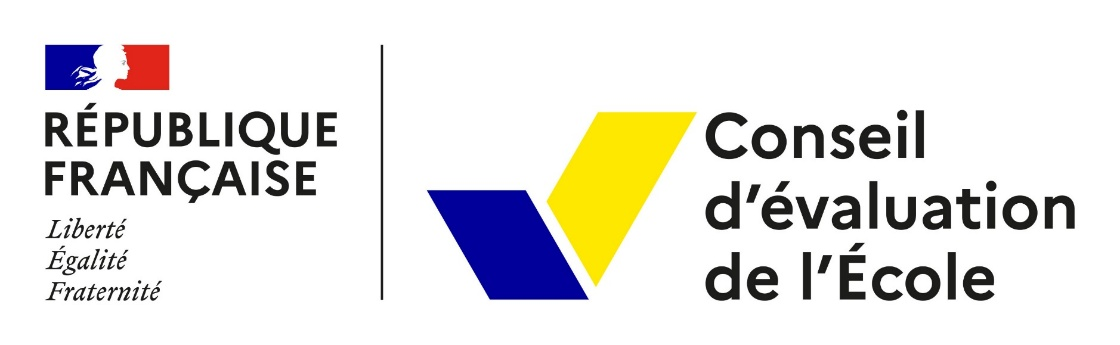 RÉPUBLIQUE
FRANÇAISE
Liberté
Égalité
Fraternité
Conseil
d’évaluation
de l’École